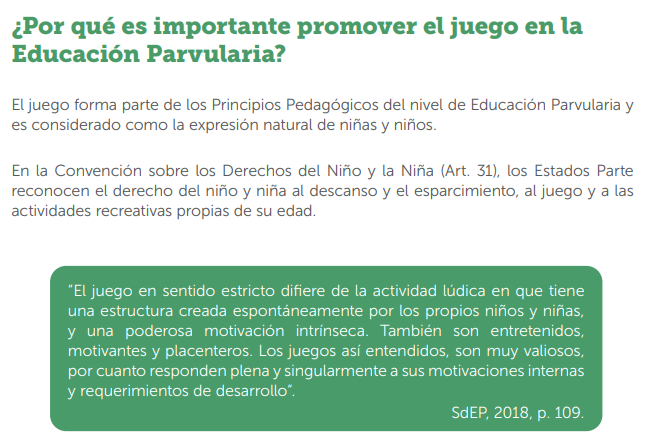 ¿Por qué es importante promover el juego en la
Educación Parvularia?
El juego forma parte de los Principios Pedagógicos del nivel de Educación Parvularia y
es considerado como la expresión natural de niñas y niños.
En la Convención sobre los Derechos del Niño y la Niña (Art. 31), los Estados Parte
reconocen el derecho del niño y niña al descanso y el esparcimiento, al juego y a las
actividades recreativas propias de su edad.
“El juego en sentido estricto difiere de la actividad lúdica en que tiene
una estructura creada espontáneamente por los propios niños y niñas,
y una poderosa motivación intrínseca. También son entretenidos,
motivantes y placenteros. Los juegos así entendidos, son muy valiosos,
por cuanto responden plena y singularmente a sus motivaciones internas
y requerimientos de desarrollo”.
SdEP, 2018, p. 109.